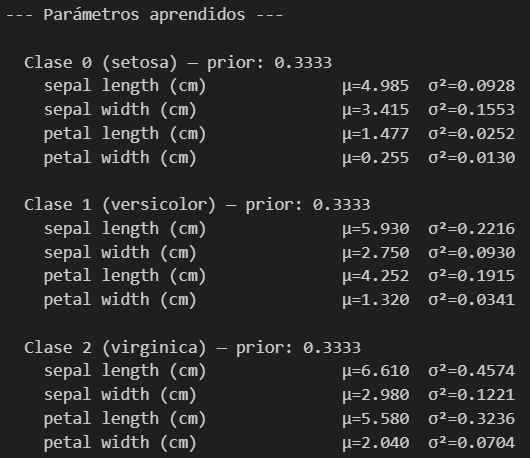 --- Parámetros aprendidos ---
Clase 0 (setosa) — prior: 0.3333
sepal length (cm) μ=4.985 σ²=0.0928
sepal width (cm) μ=3.415 σ²=0.1553
petal length (cm) μ=1.477 σ²=0.0252
petal width (cm) μ=0.255 σ²=0.0130
Clase 1 (versicolor) — prior: 0.3333
sepal length (cm) μ=5.930 σ²=0.2216
sepal width (cm) μ=2.750 σ²=0.0930
petal length (cm) μ=4.252 σ²=0.1915
petal width (cm) μ=1.320 σ²=0.0341
Clase 2 (virginica) — prior: 0.3333
sepal length (cm) μ=6.610 σ²=0.4574
sepal width (cm) μ=2.980 σ²=0.1221
petal length (cm) μ=5.580 σ²=0.3236
petal width (cm) μ=2.040 σ²=0.0704